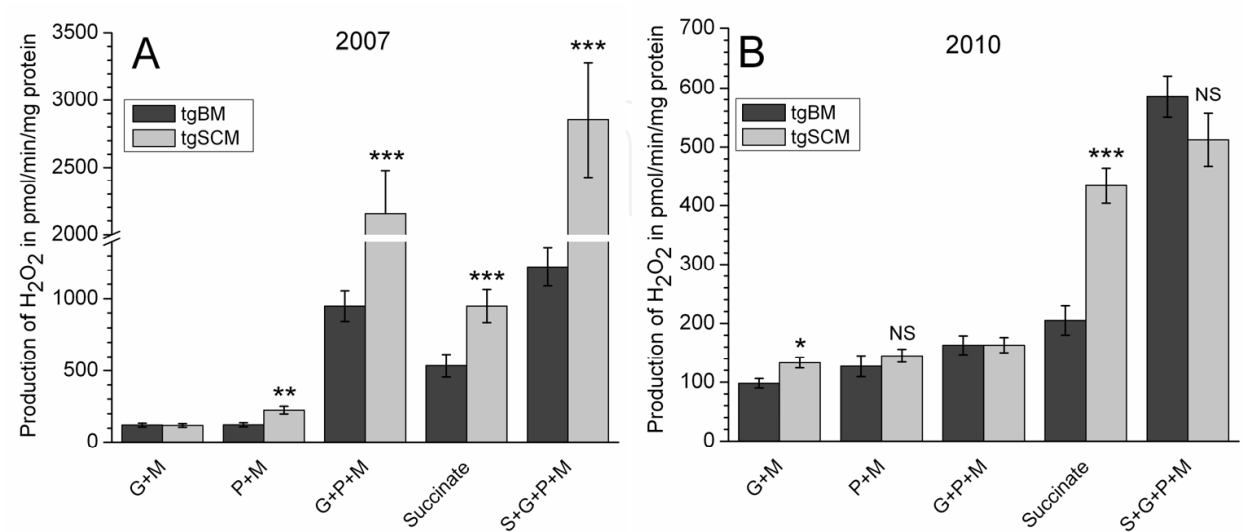 A
2007
Production of H₂O₂ in pmol/min/mg protein
3500
3000
2500
2000
1000
500
0
tgBM
tgSCM
**
***
***
***
G+M
P+M
G+P+M
Succinate
S+G+P+M
B
2010
Production of H₂O₂ in pmol/min/mg protein
700
600
500
400
300
200
100
0
tgBM
tgSCM
*
NS
***
NS
G+M
P+M
G+P+M
Succinate
S+G+P+M